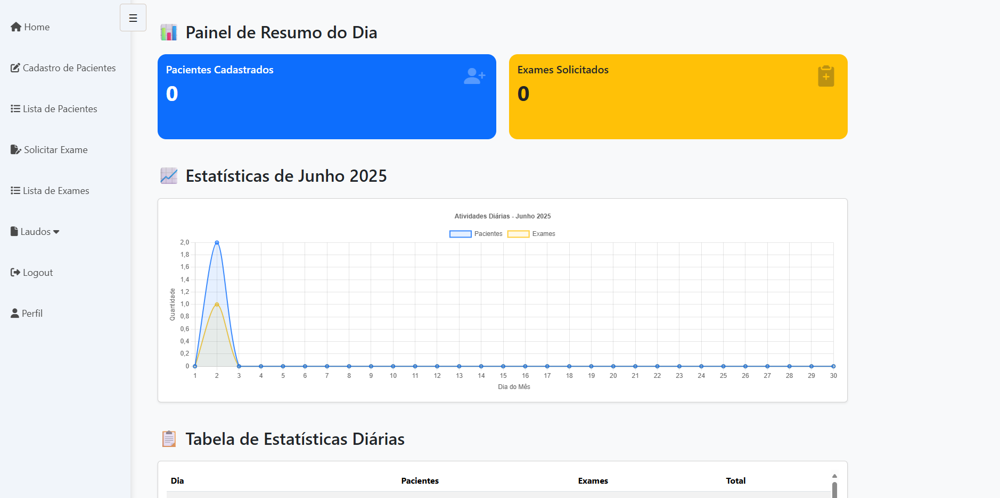 ☰
Home
Cadastro de Pacientes
Lista de Pacientes
Solicitar Exame
Lista de Exames
Laudos
Logout
Perfil
Painel de Resumo do Dia
Pacientes Cadastrados
0
Exames Solicitados
0
Estatísticas de Junho 2025
Atividades Diárias - Junho 2025
Pacientes Exames
Quantidade
2,0
1,8
1,6
1,4
1,2
1,0
0,8
0,6
0,4
0,2
0
1 2 3 4 5 6 7 8 9 10 11 12 13 14 15 16 17 18 19 20 21 22 23 24 25 26 27 28 29 30
Dia do Mês
Tabela de Estatísticas Diárias
Dia Pacientes Exames Total